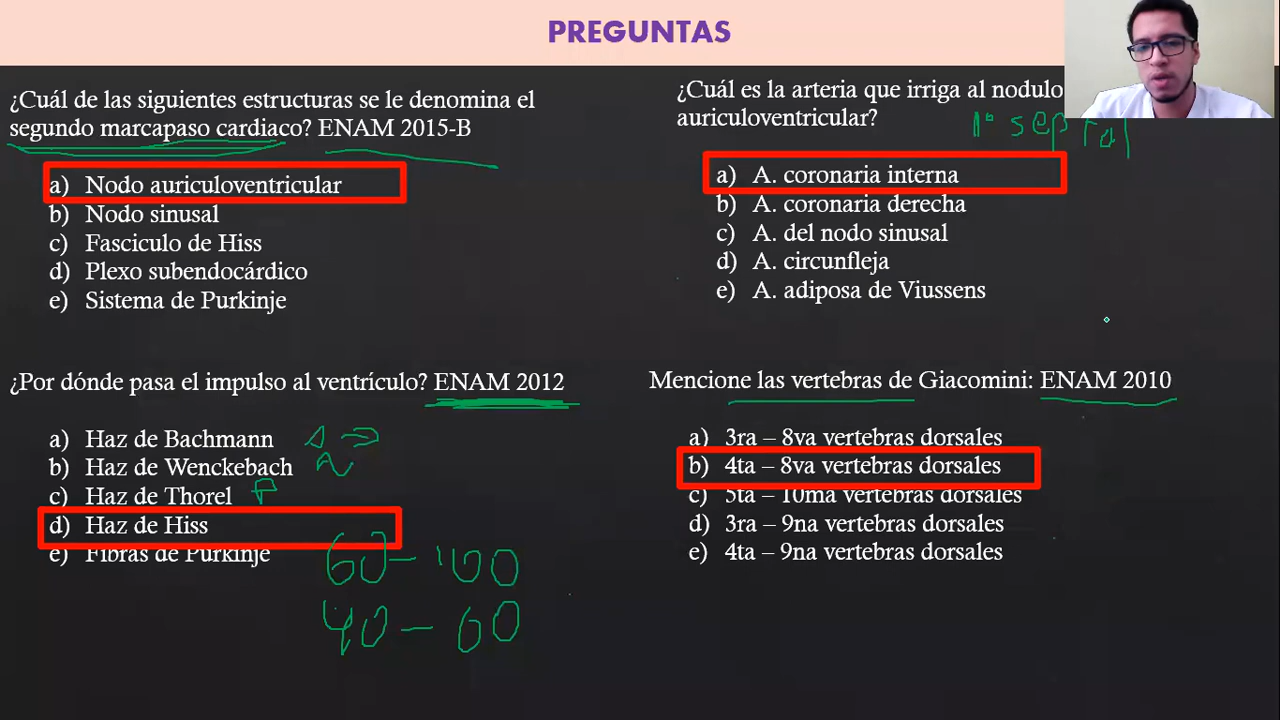 PREGUNTAS
¿Cuál de las siguientes estructuras se le denomina el
segundo marcapaso cardiaco? ENAM 2015-B
a) Nodo auriculoventricular
b) Nodo sinusal
c) Fasciculo de Hiss
d) Plexo subendocárdico
e) Sistema de Purkinje
¿Cuál es la arteria que irriga al nodulo
auriculoventricular?
1° septal
a) A. coronaria interna
b) A. coronaria derecha
c) A. del nodo sinusal
d) A. circunfleja
e) A. adiposa de Viussens
¿Por dónde pasa el impulso al ventrículo? ENAM 2012
a) Haz de Bachmann
b) Haz de Wenckebach
c) Haz de Thorel P
d) Haz de Hiss
e) Fibras de Purkinje
60 – 100
40 – 60
Mencione las vertebras de Giacomini: ENAM 2010
a) 3ra – 8va vertebras dorsales
b) 4ta – 8va vertebras dorsales
c) 5ta – 10ma vertebras dorsales
d) 3ra – 9na vertebras dorsales
e) 4ta – 9na vertebras dorsales